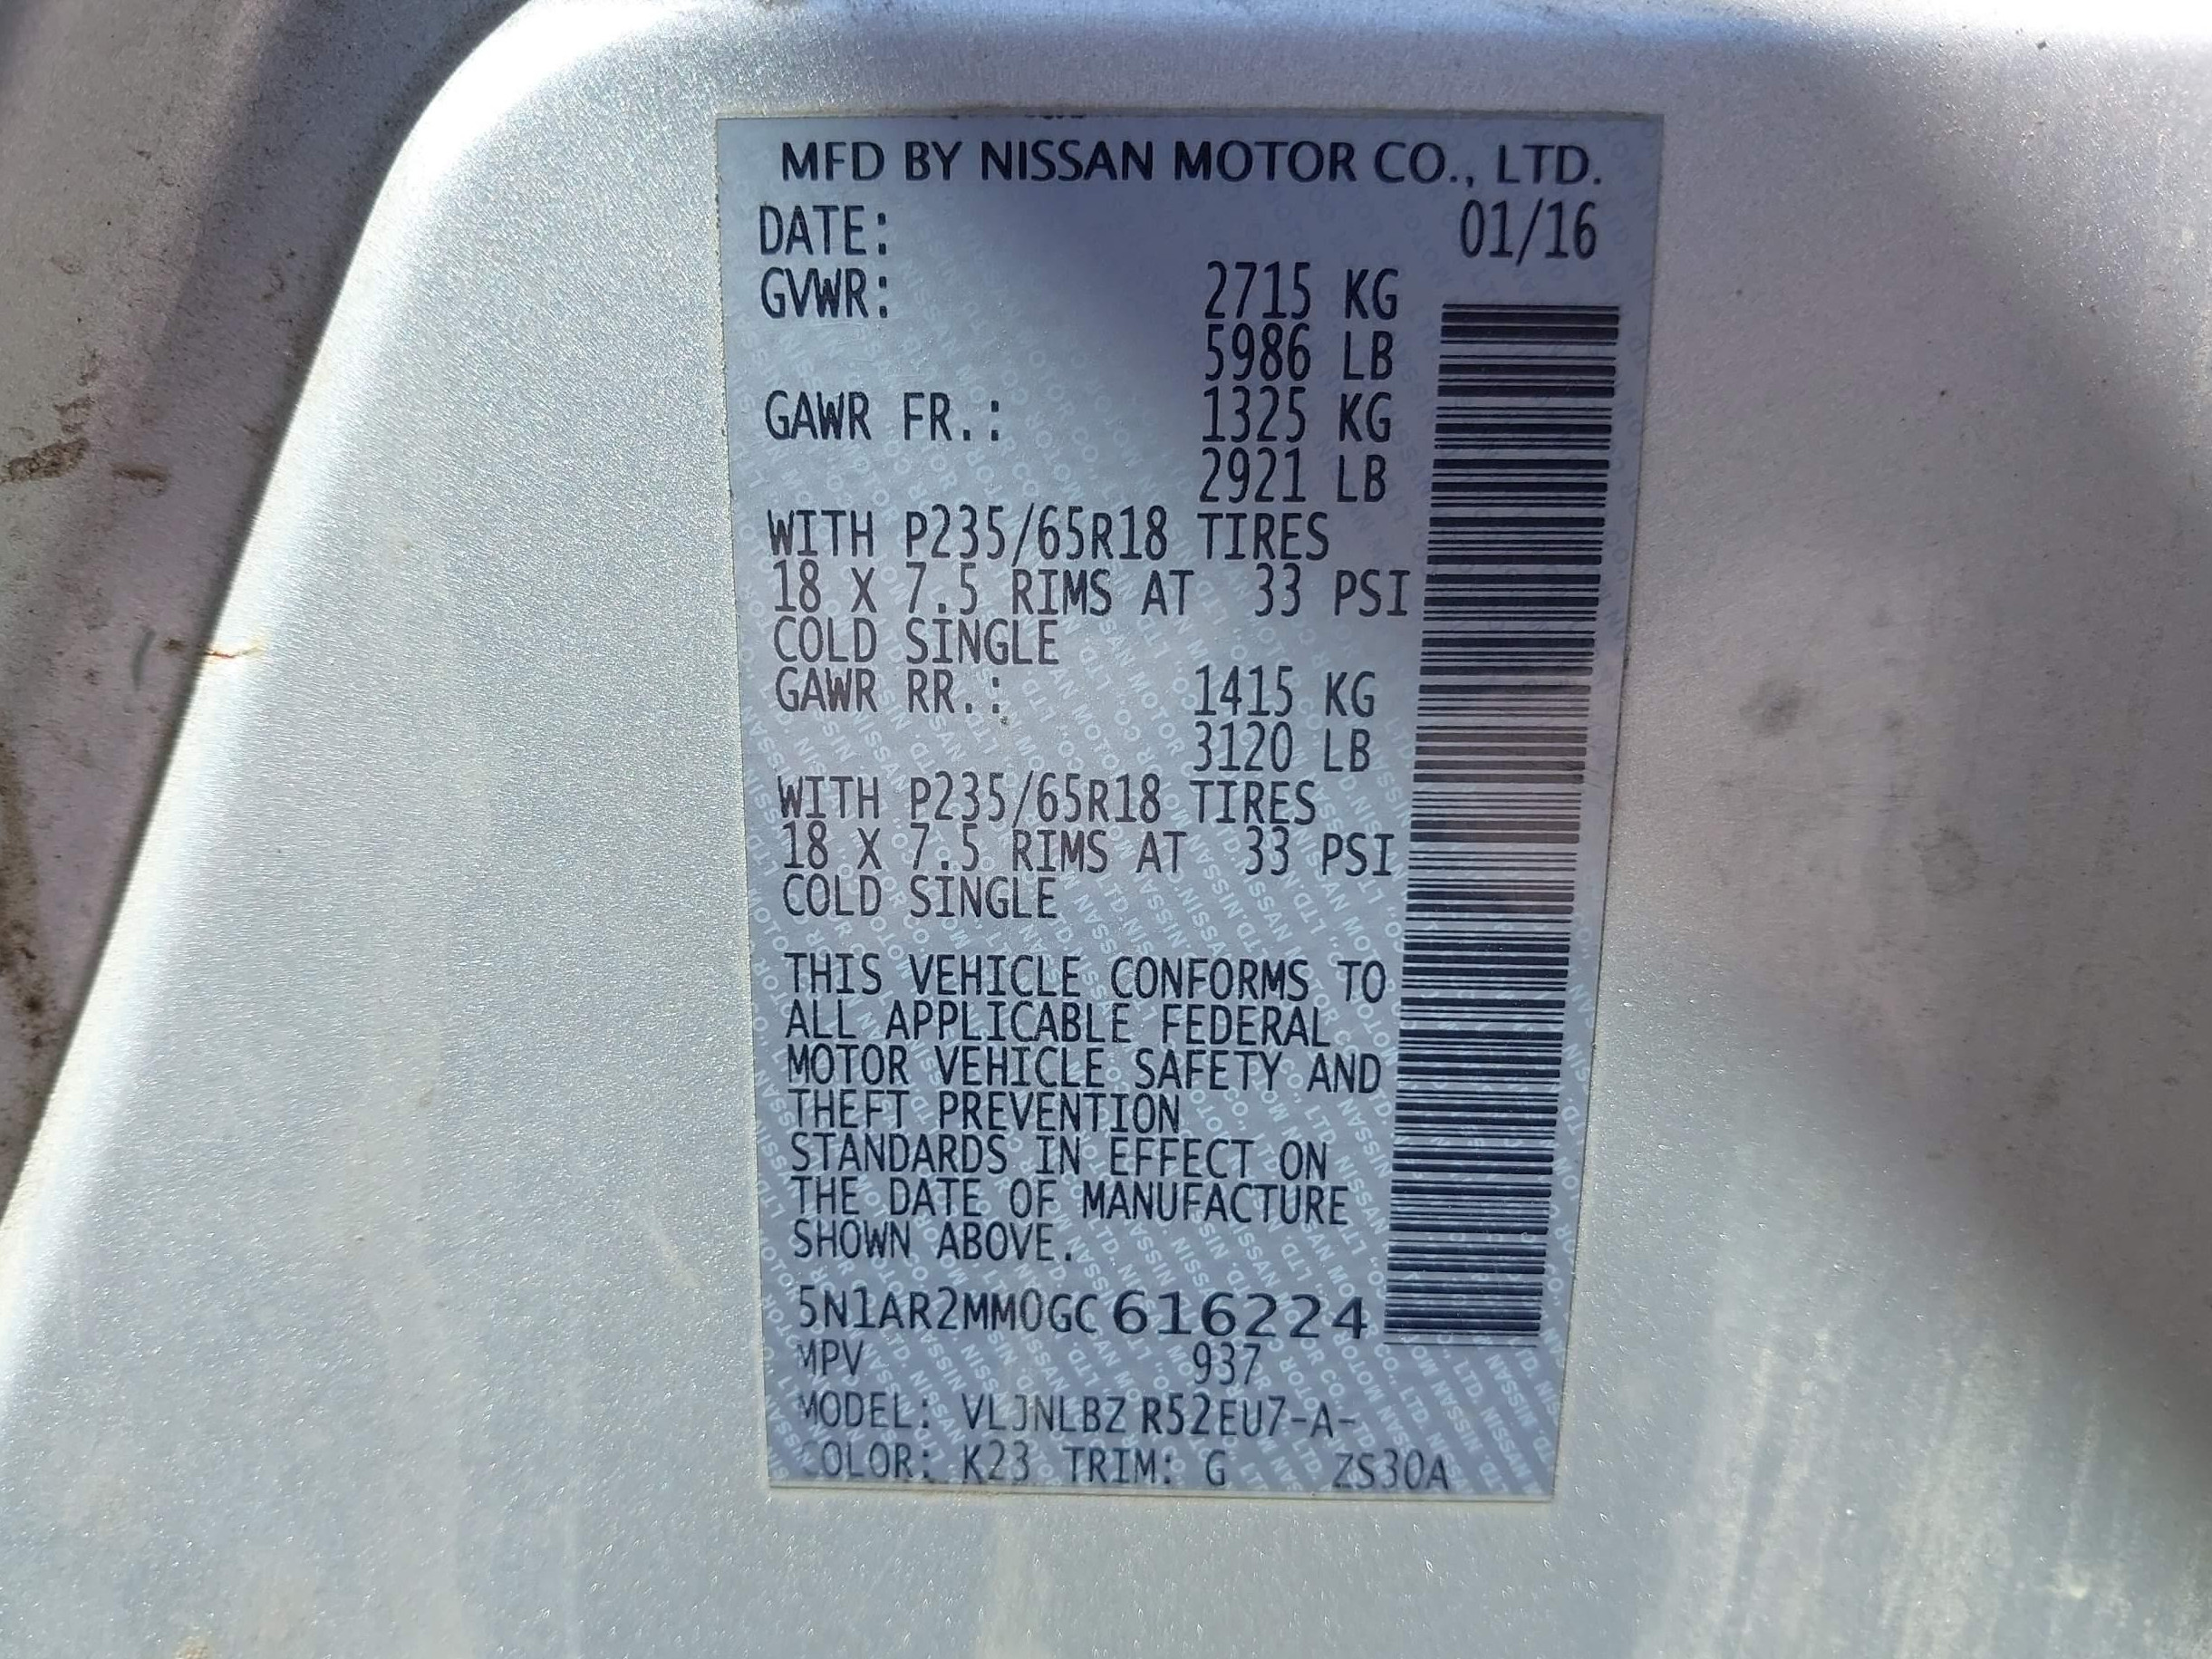 MFD BY NISSAN MOTOR CO., LTD.
DATE: 01/16
GVWR: 2715 KG
5986 LB
GAWR FR.: 1325 KG
2921 LB
WITH P235/65R18 TIRES
18 X 7.5 RIMS AT 33 PSI
COLD SINGLE
GAWR RR.: 1415 KG
3120 LB
WITH P235/65R18 TIRES
18 X 7.5 RIMS AT 33 PSI
COLD SINGLE
THIS VEHICLE CONFORMS TO
ALL APPLICABLE FEDERAL
MOTOR VEHICLE SAFETY AND
THEFT PREVENTION
STANDARDS IN EFFECT ON
THE DATE OF MANUFACTURE
SHOWN ABOVE.
5N1AR2MM0GC616224
MPV 937
MODEL: VLJNLBZ R52EU7-A-
COLOR: K23 TRIM: G ZS30A